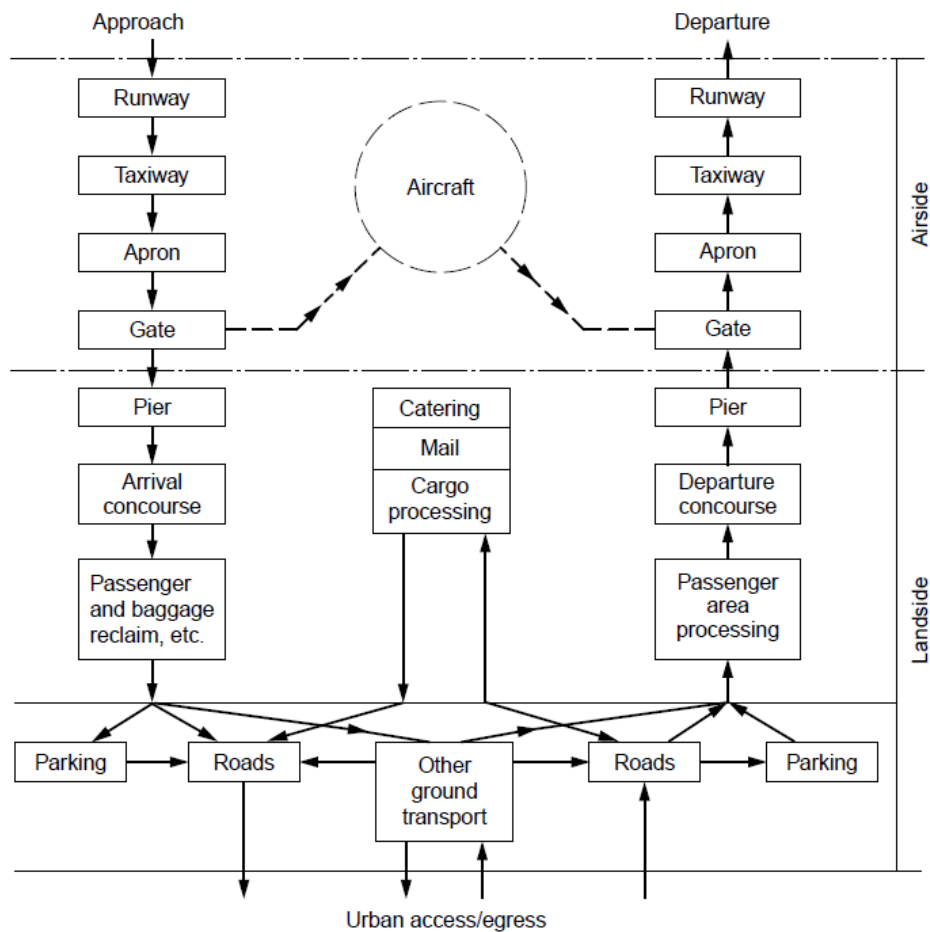 Approach
Departure
Runway
Runway
Taxiway
Aircraft
Taxiway
Airside
Apron
Apron
Gate
Gate
Pier
Catering
Pier
Mail
Arrival
concourse
Cargo
processing
Departure
concourse
Passenger
and baggage
reclaim, etc.
Passenger
area
processing
Landside
Parking
Roads
Other
ground
transport
Roads
Parking
Urban access/egress